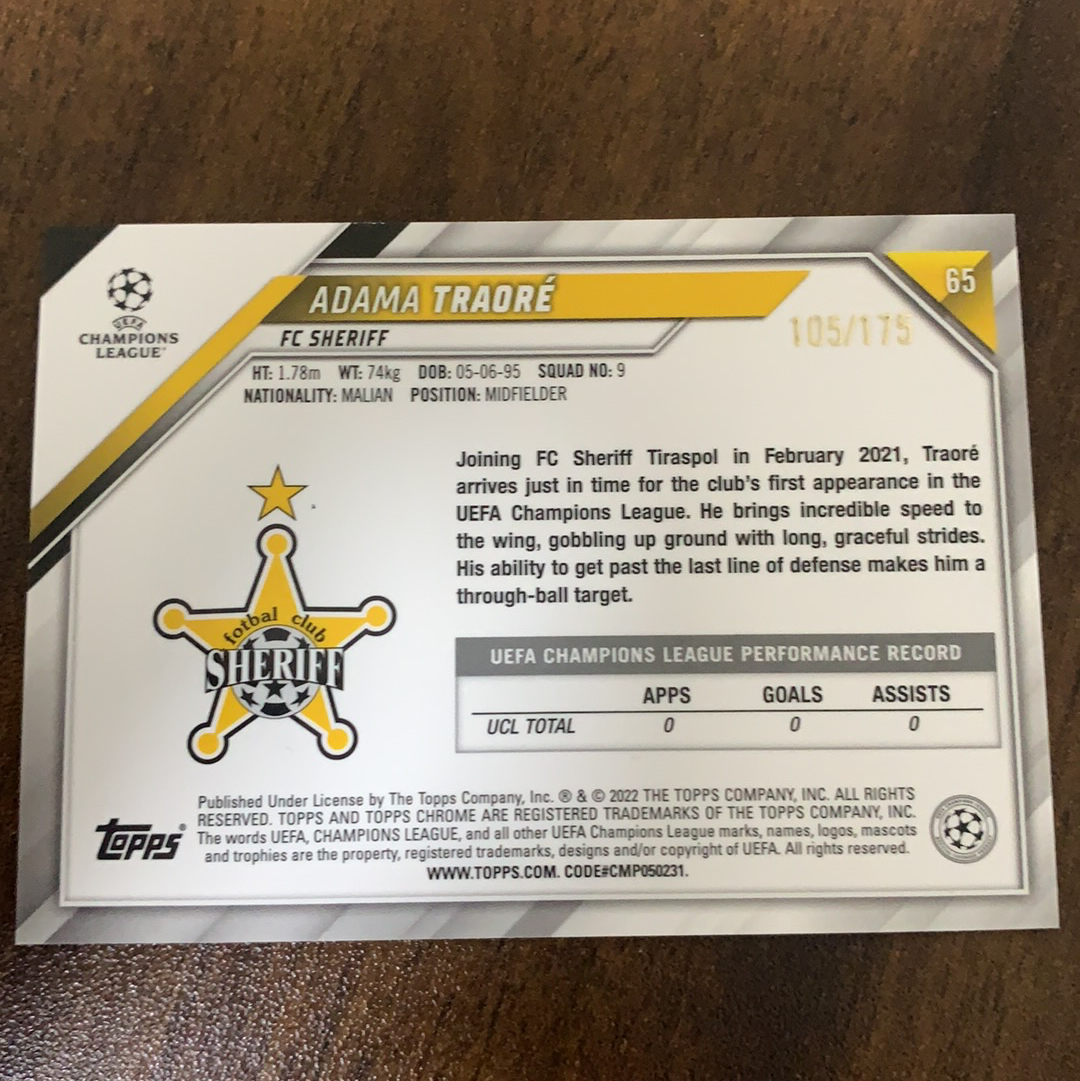 UEFA
CHAMPIONS
LEAGUE
ADAMA TRAORÉ
65
105/175
FC SHERIFF
HT: 1.78m WT: 74kg DOB: 05-06-95 SQUAD NO: 9
NATIONALITY: MALIAN POSITION: MIDFIELDER
Joining FC Sheriff Tiraspol in February 2021, Traoré
arrives just in time for the club's first appearance in the
UEFA Champions League. He brings incredible speed to
the wing, gobbling up ground with long, graceful strides.
His ability to get past the last line of defense makes him a
through-ball target.
fotbal club
SHERIFF
UEFA CHAMPIONS LEAGUE PERFORMANCE RECORD
APPS GOALS ASSISTS
UCL TOTAL 0 0 0
Published Under License by The Topps Company, Inc. ® & © 2022 THE TOPPS COMPANY, INC. ALL RIGHTS
RESERVED. TOPPS AND TOPPS CHROME ARE REGISTERED TRADEMARKS OF THE TOPPS COMPANY, INC.
The words UEFA, CHAMPIONS LEAGUE, and all other UEFA Champions League marks, names, logos, mascots
and trophies are the property, registered trademarks, designs and/or copyright of UEFA. All rights reserved.
WWW.TOPPS.COM. CODE#CMP050231.
topps®